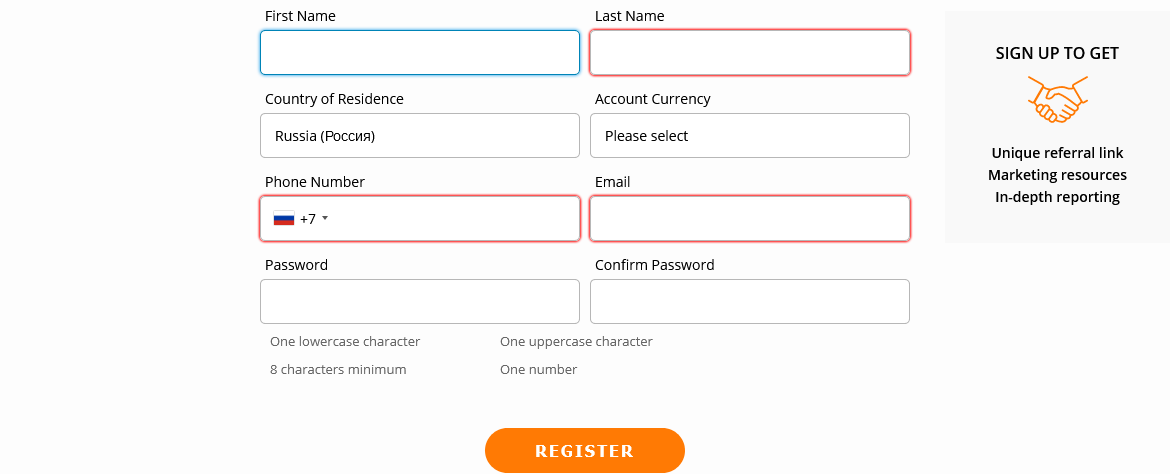 First Name
Last Name
SIGN UP TO GET
Country of Residence
Account Currency
Russia (Россия)
Please select
Unique referral link
Marketing resources
In-depth reporting
Phone Number
Email
+7
Password
Confirm Password
One lowercase character
One uppercase character
8 characters minimum
One number
REGISTER